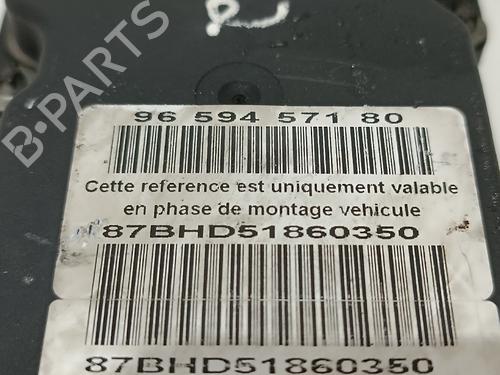 B-PARTS
96 594 571 80
Cette reference est uniquement valable
en phase de montage vehicule
87BHD51860350
87BHD51860350